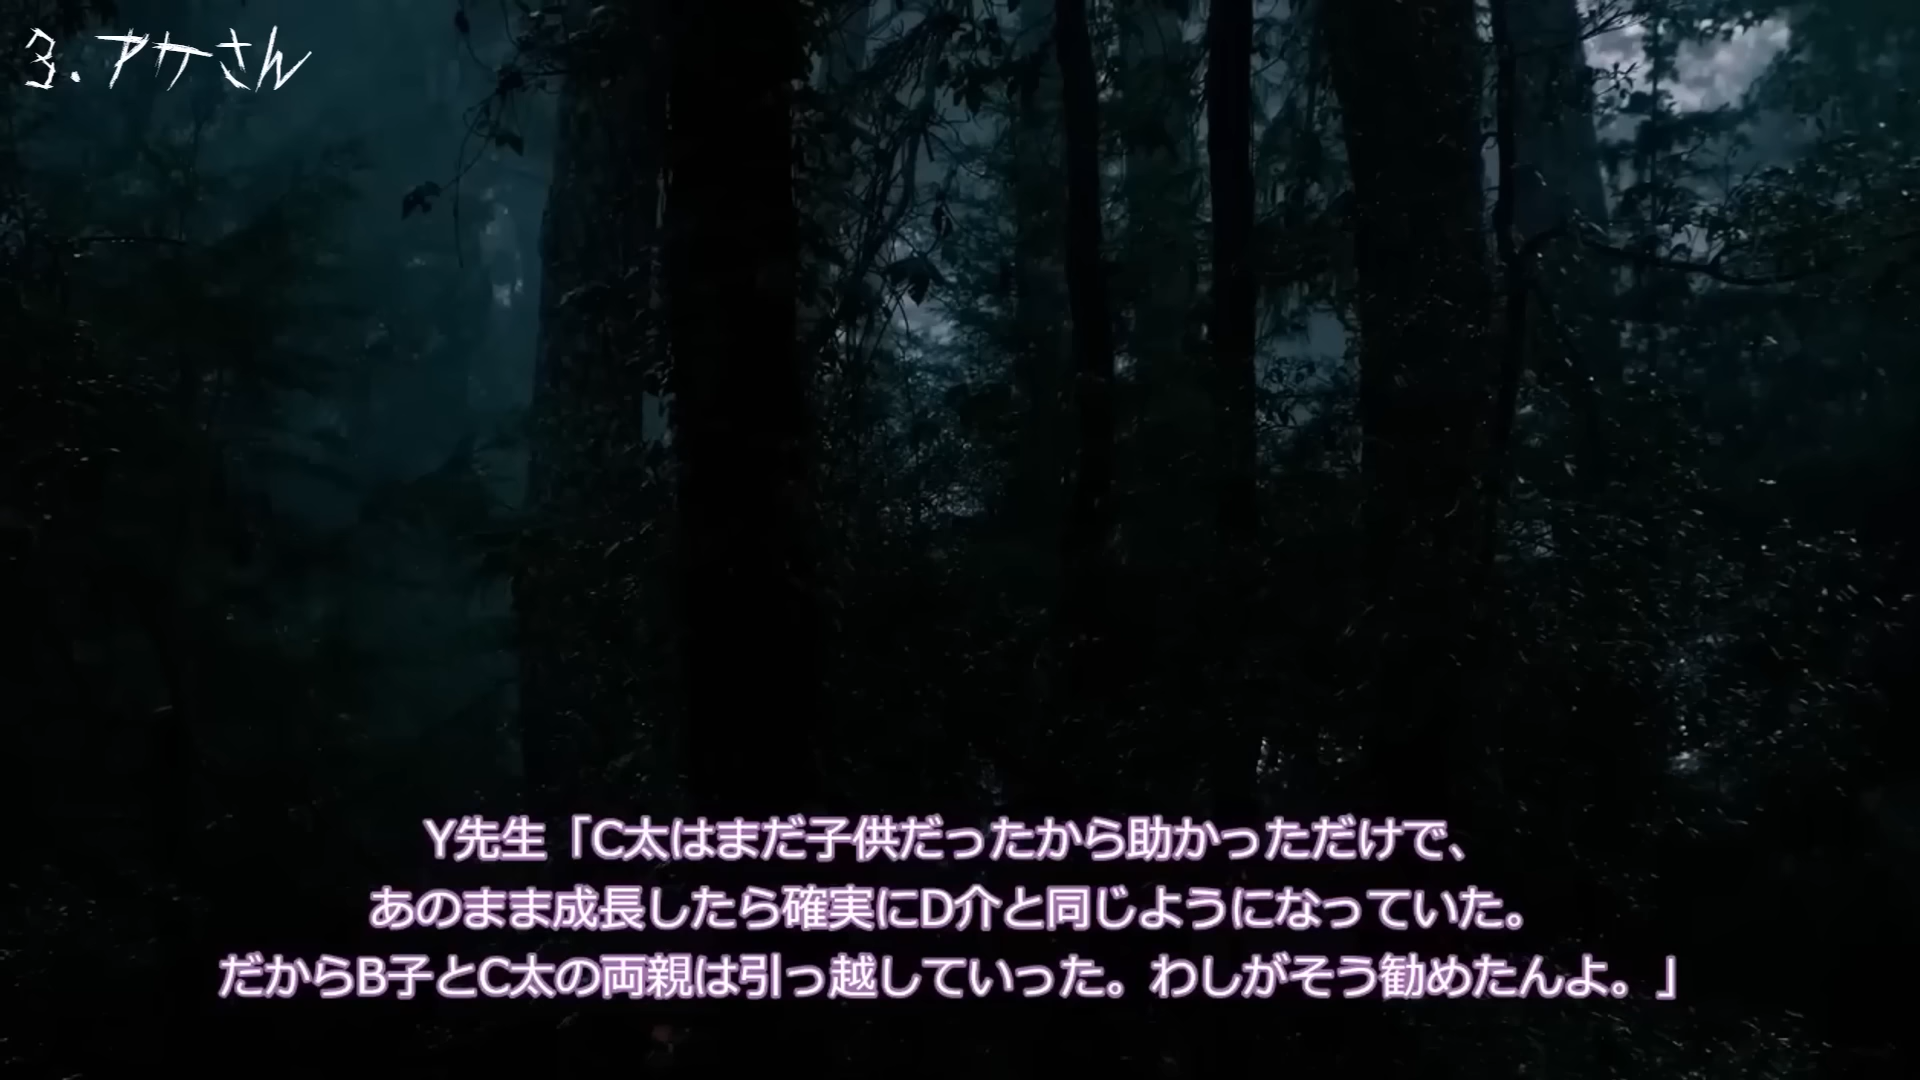 3.アケさん
Y先生「C太はまだ子供だったから助かっただけで、
あのまま成長したら確実にD介と同じようになっていた。
だからB子とC太の両親は引っ越していった。わしがそう勧めたんよ。」